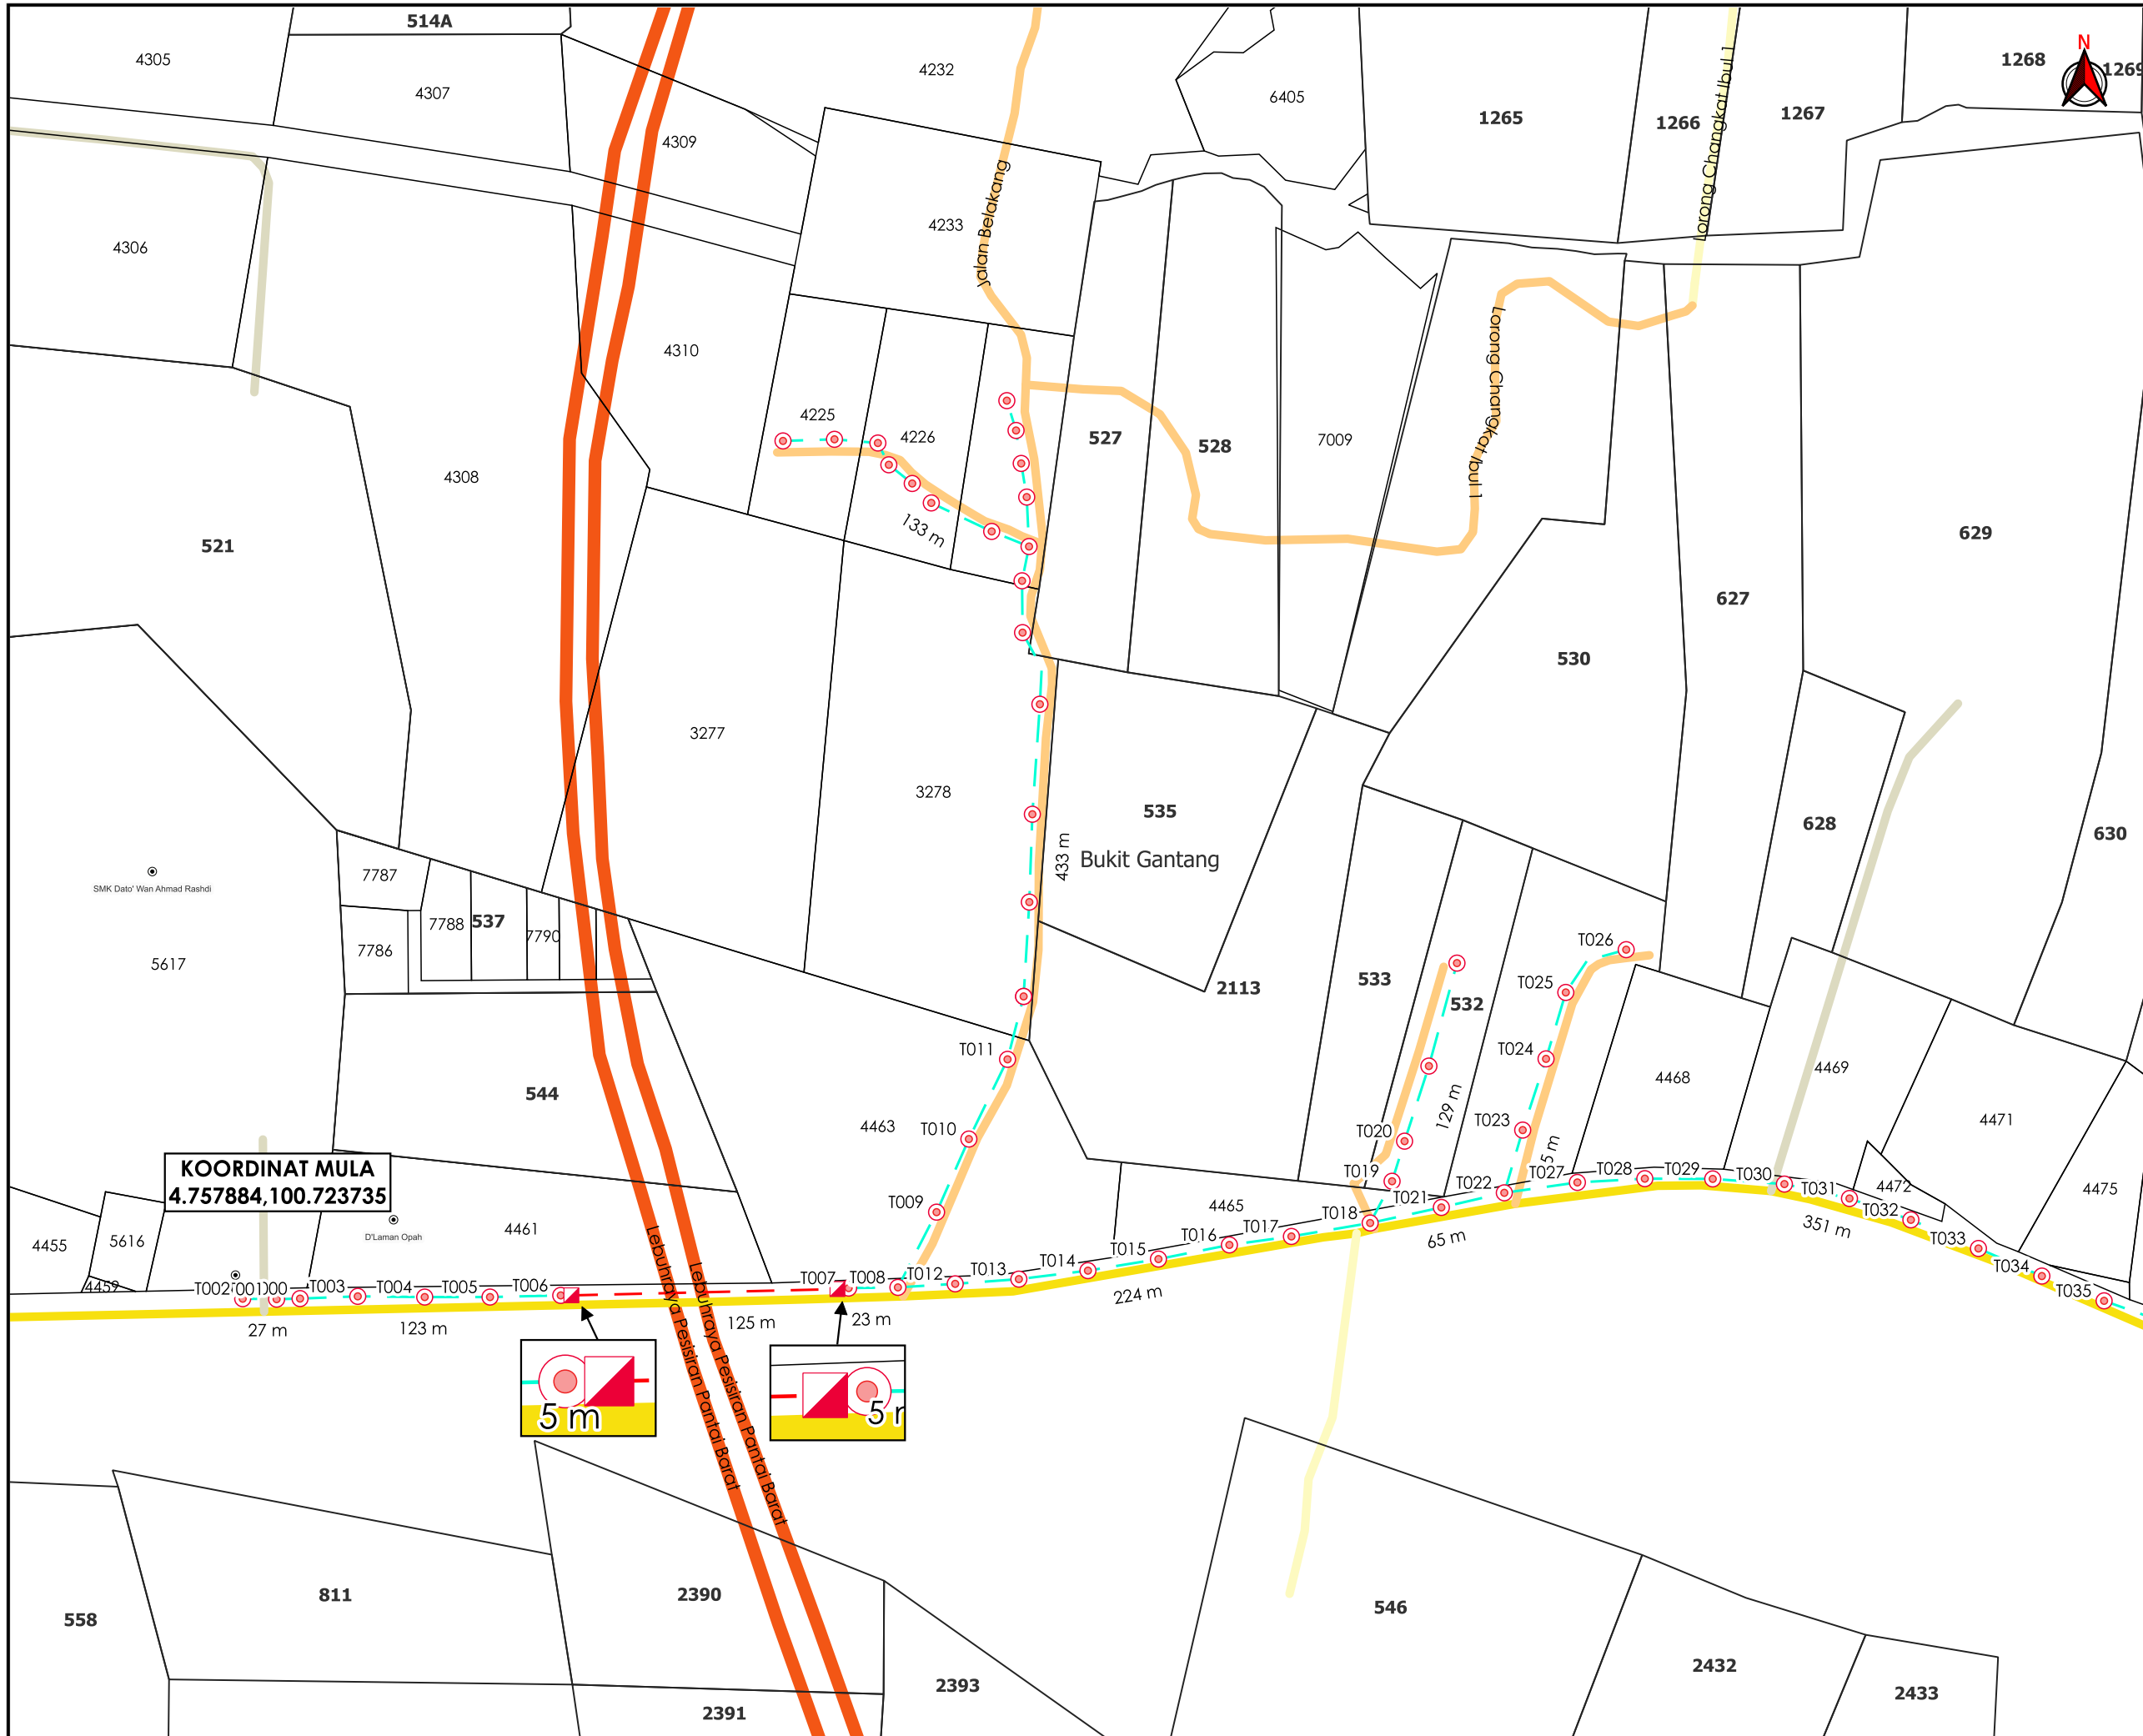 514A
4305
4307
4232
4309
6405
1265
1266
1267
1268
1269
N
Lorong Changkat Ibul 1
4306
4233
Jalan Belakang
4310
4225
4226
4308
527
528
7009
Lorong Changkat Ibul 1
521
133 m
629
627
530
3277
3278
535
Bukit Gantang
433 m
628
630
7787
SMK Dato' Wan Ahmad Rashdi
7788
537
7790
7786
5617
T026
T025
533
532
2113
T011
T024
544
4468
4469
4471
4463
T010
T020
129 m
T023
5 m
KOORDINAT MULA
4.757884,100.723735
T019
T022
T027
T028
T029
T030
T031
4472
4475
T009
4465
T021
T018
T032
4455
5616
D'Laman Opah
4461
T017
T016
T015
65 m
351 m
T033
T034
T035
4459
T002
T003
T004
T005
T006
T007
T008
T012
T013
T014
27 m
123 m
125 m
23 m
224 m
5 m
5 m
Lebuhraya Pesisiran Pantai Barat
Lebuhraya Pesisiran Pantai Barat
558
811
2390
546
2391
2393
2432
2433